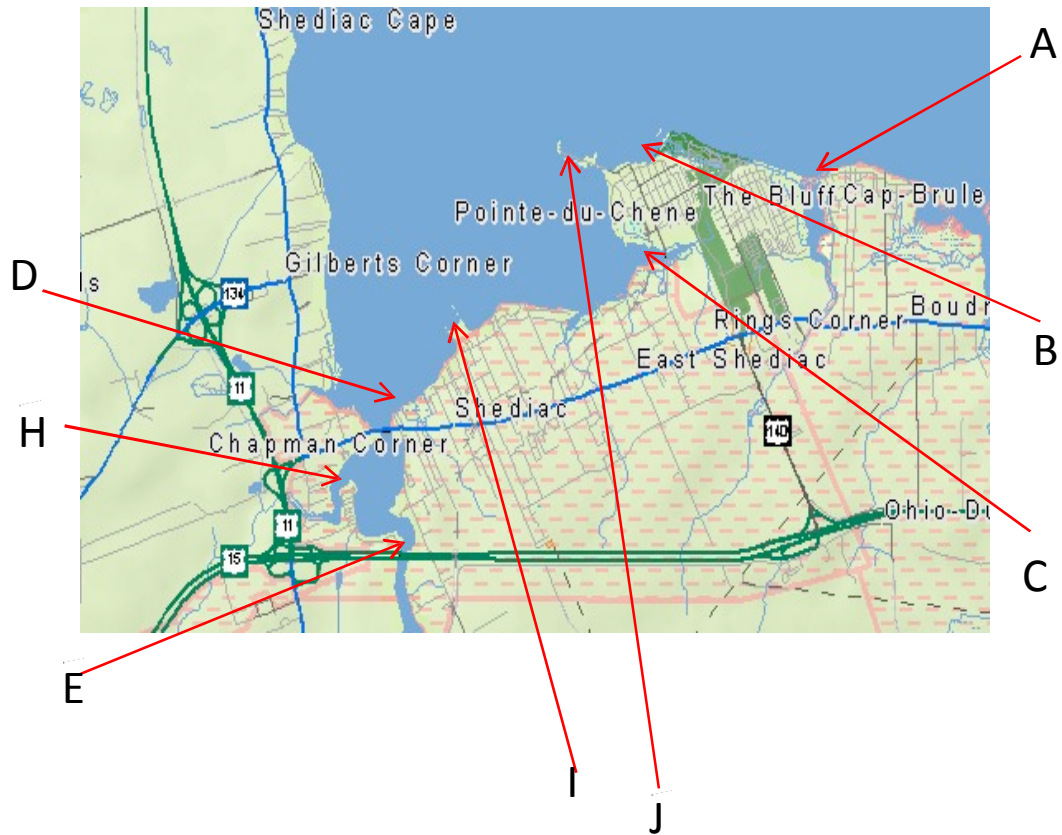 Shediac Cape
A
The Bluff
Cap-Brule
Pointe-du-Chene
Gilberts Corner
D
ls
134
Boudr
Rings Corner
B
East Shediac
11
Shediac
H
Chapman Corner
140
11
Ohio-Du
15
C
E
I
J